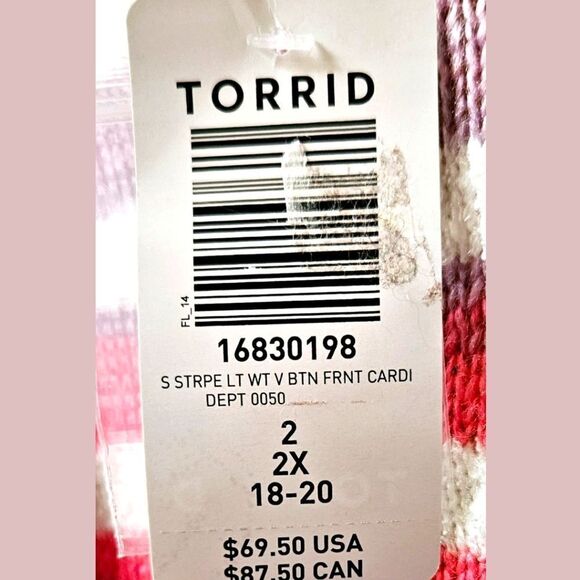 TORRID
FL_14
16830198
S STRPE LT WT V BTN FRNT CARDI
DEPT 0050
2
2X
18-20
$69.50 USA
$87.50 CAN